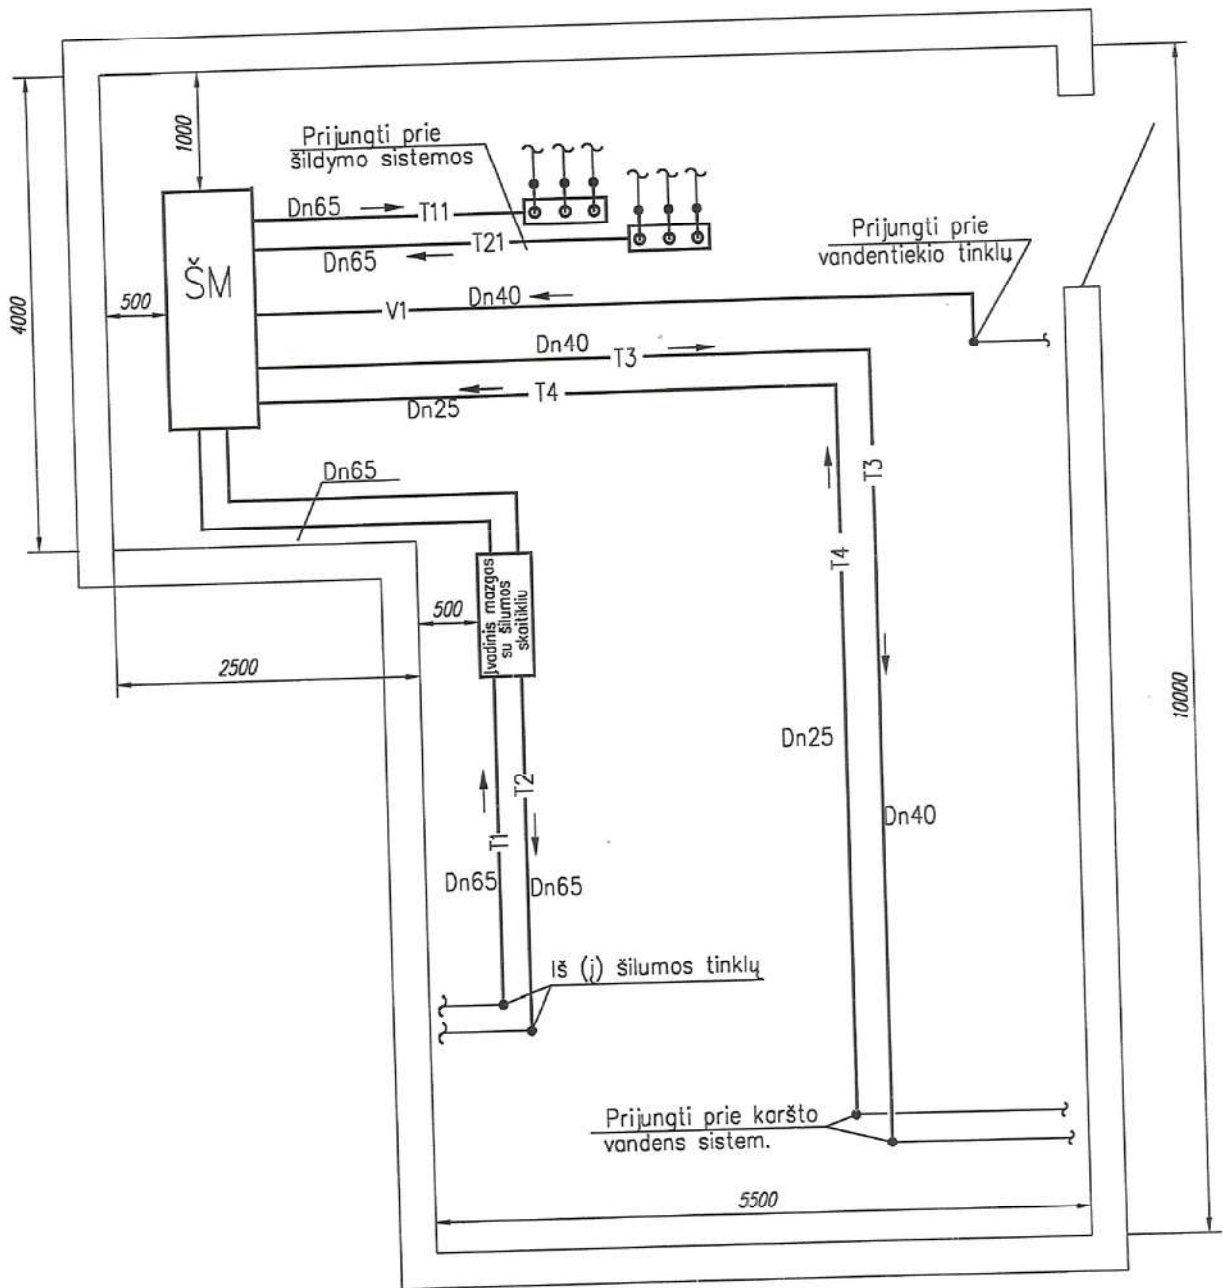 1000
Prijungti prie
šildymo sistemos
Dn65
T11
T21
Dn65
Prijungti prie
vandentiekio tinklų
ŠM
4000
500
V1
Dn40
Dn40
T3
Dn25
T4
Dn65
T3
T4
Įvadinis mazgas
su šilumos
skaitikliu
500
2500
10000
Dn25
T2
T1
Dn40
Dn65
Dn65
Iš (į) šilumos tinklų
Prijungti prie karšto
vandens sistem.
5500